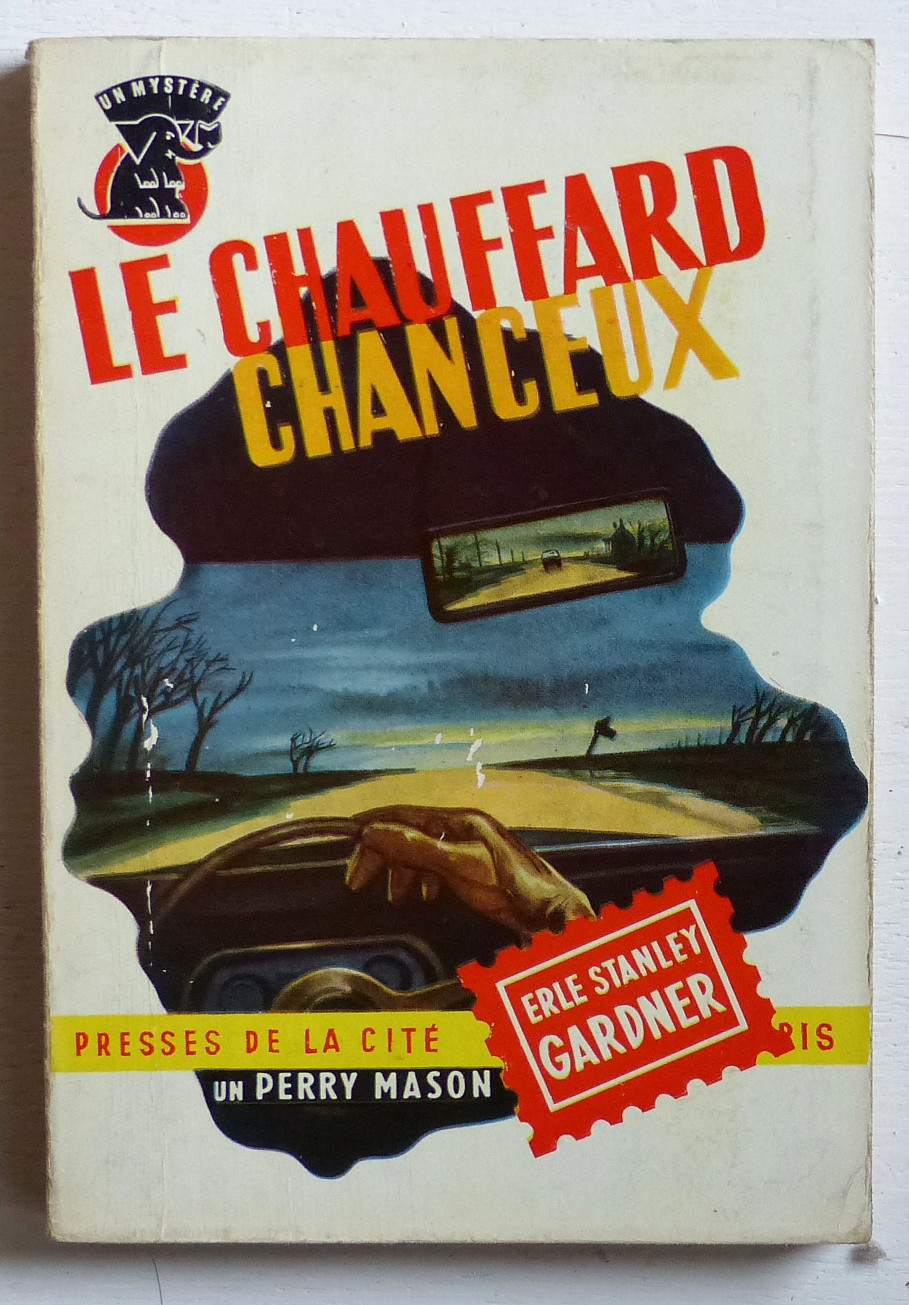 UN MYSTÈRE
LE CHAUFFARD
CHANCEUX
ERLE STANLEY
GARDNER
PRESSES DE LA CITÉ RIS
UN PERRY MASON